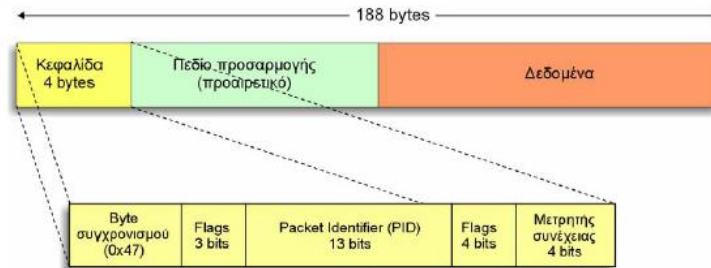 188 bytes
Κεφαλίδα
4 bytes
Πεδίο προσαρμογής
(προαιρετικό)
Δεδομένα
Byte
συγχρονισμού
(0x47)
Flags
3 bits
Packet Identifier (PID)
13 bits
Flags
4 bits
Μετρητής
συνέχειας
4 bits